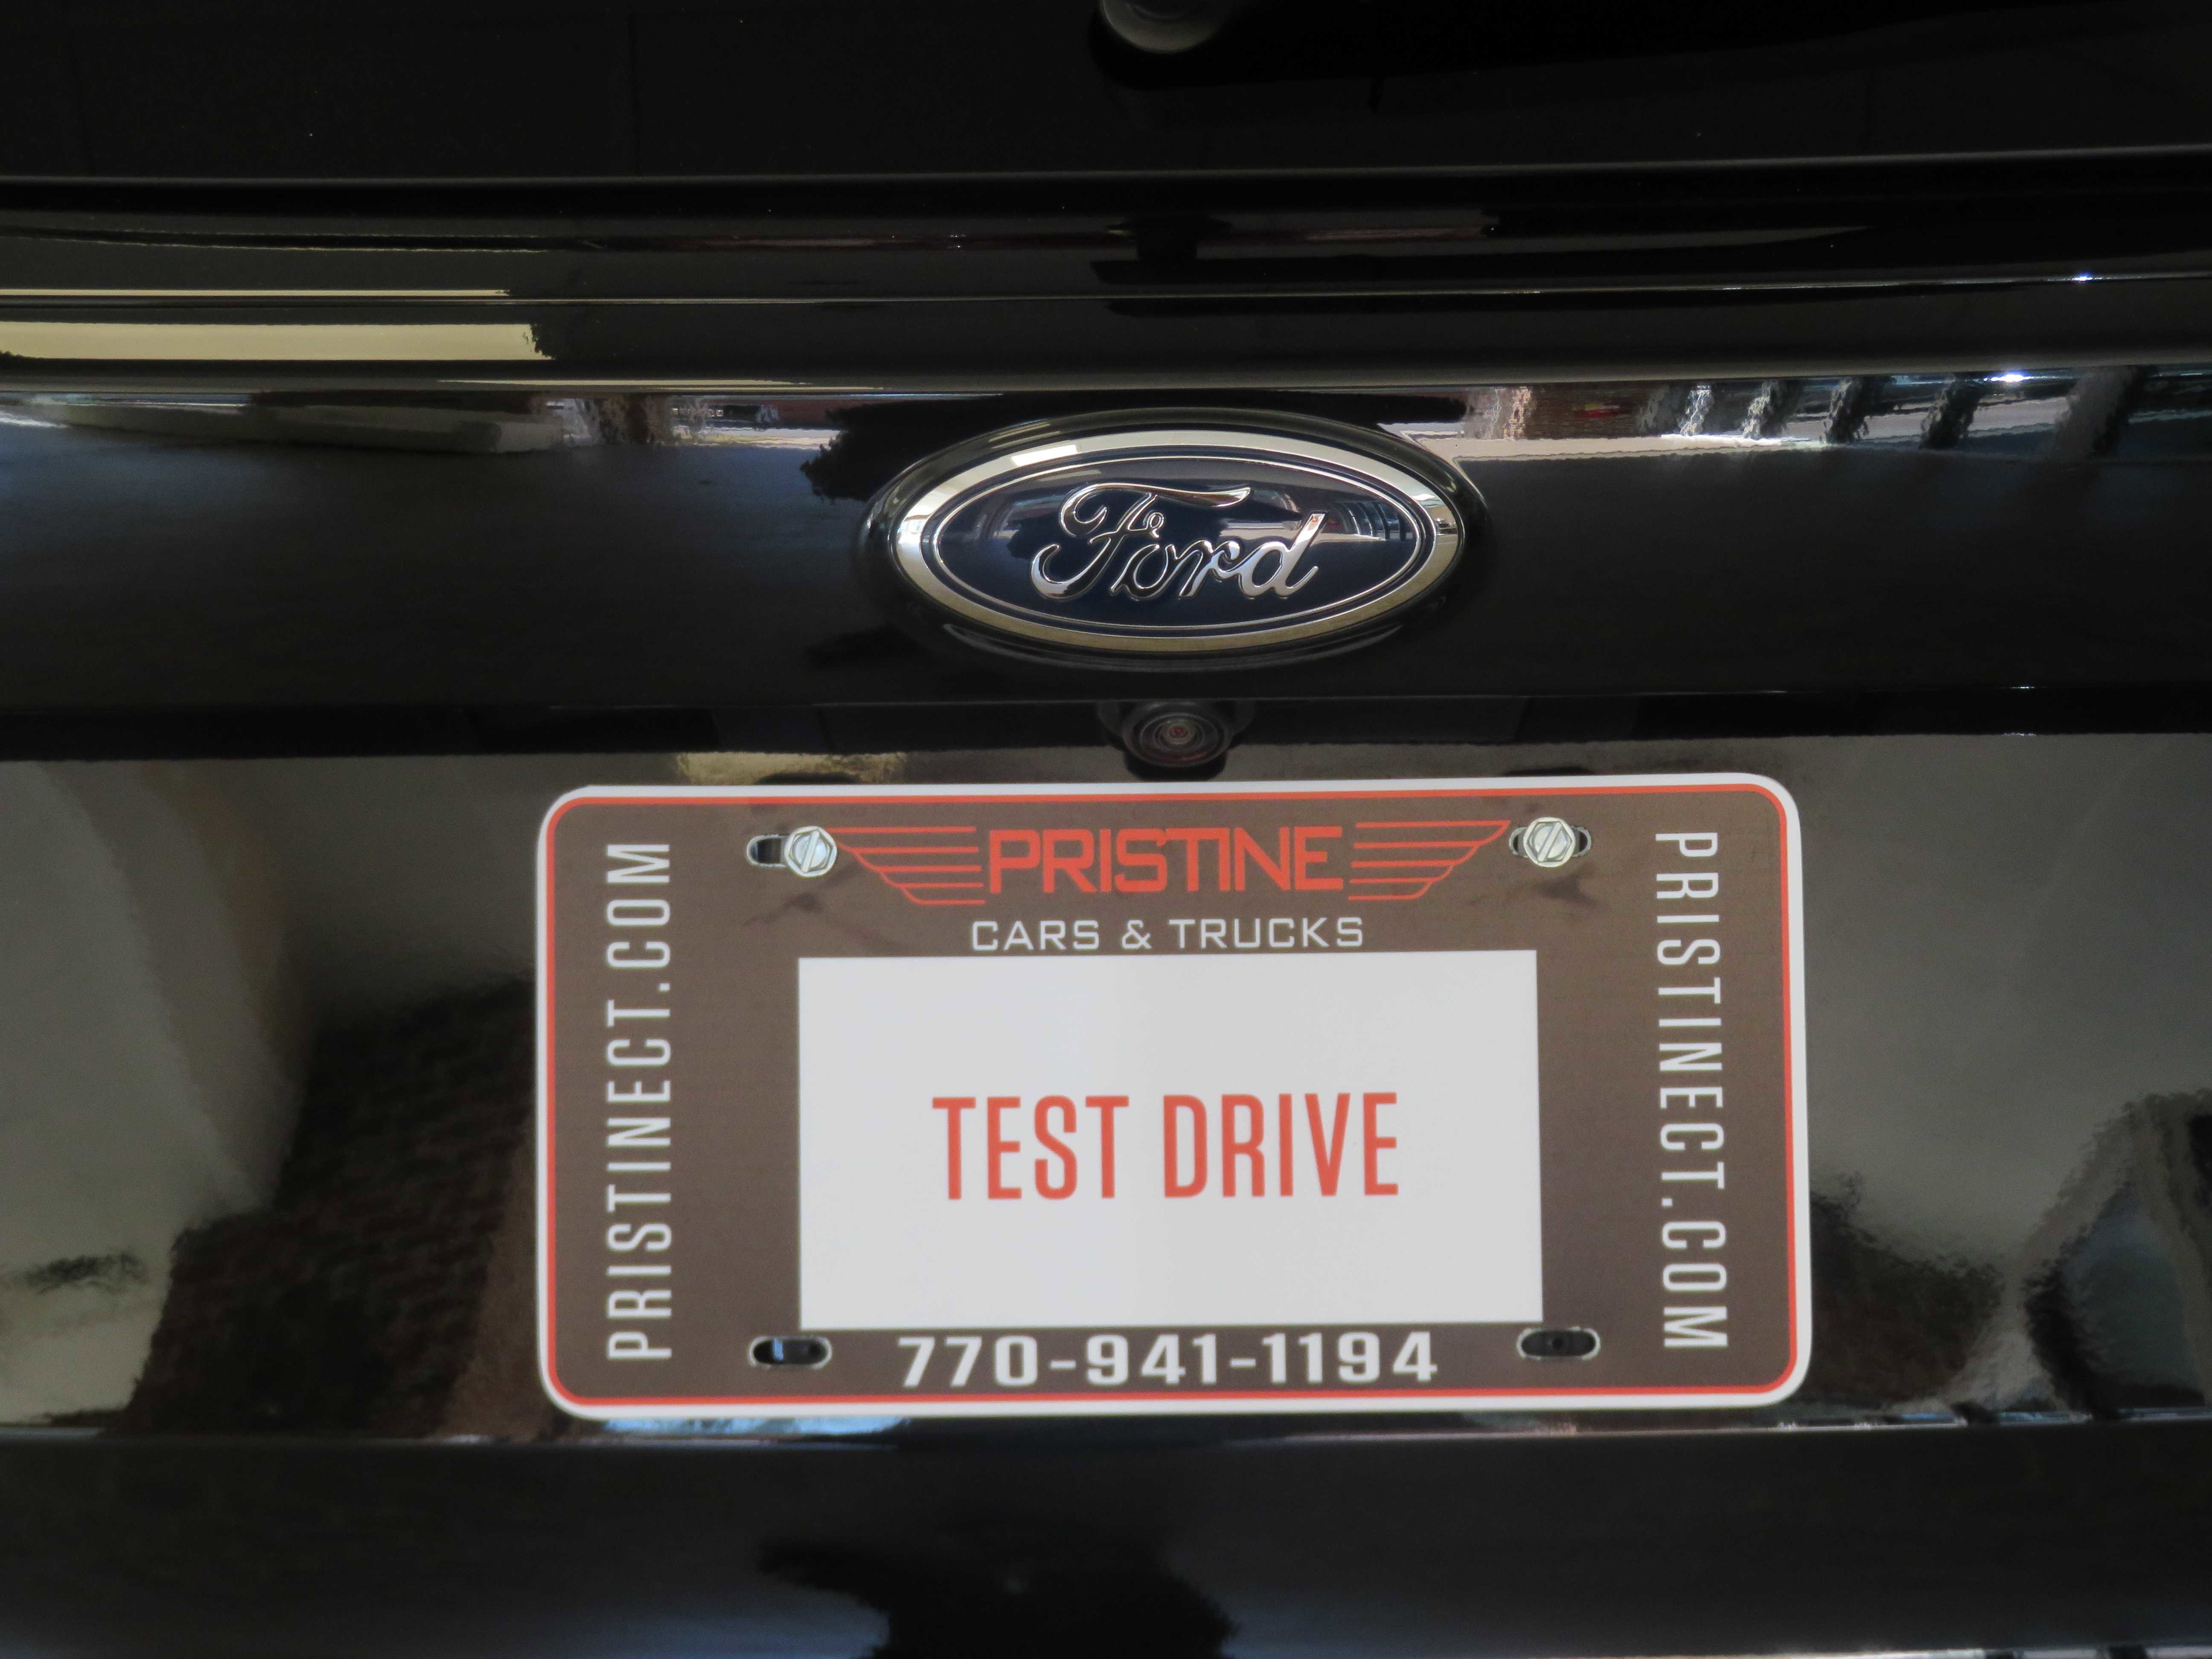 Ford
PRISTINE
CARS & TRUCKS
PRISTINECT.COM
TEST DRIVE
PRISTINECT.COM
770-941-1194